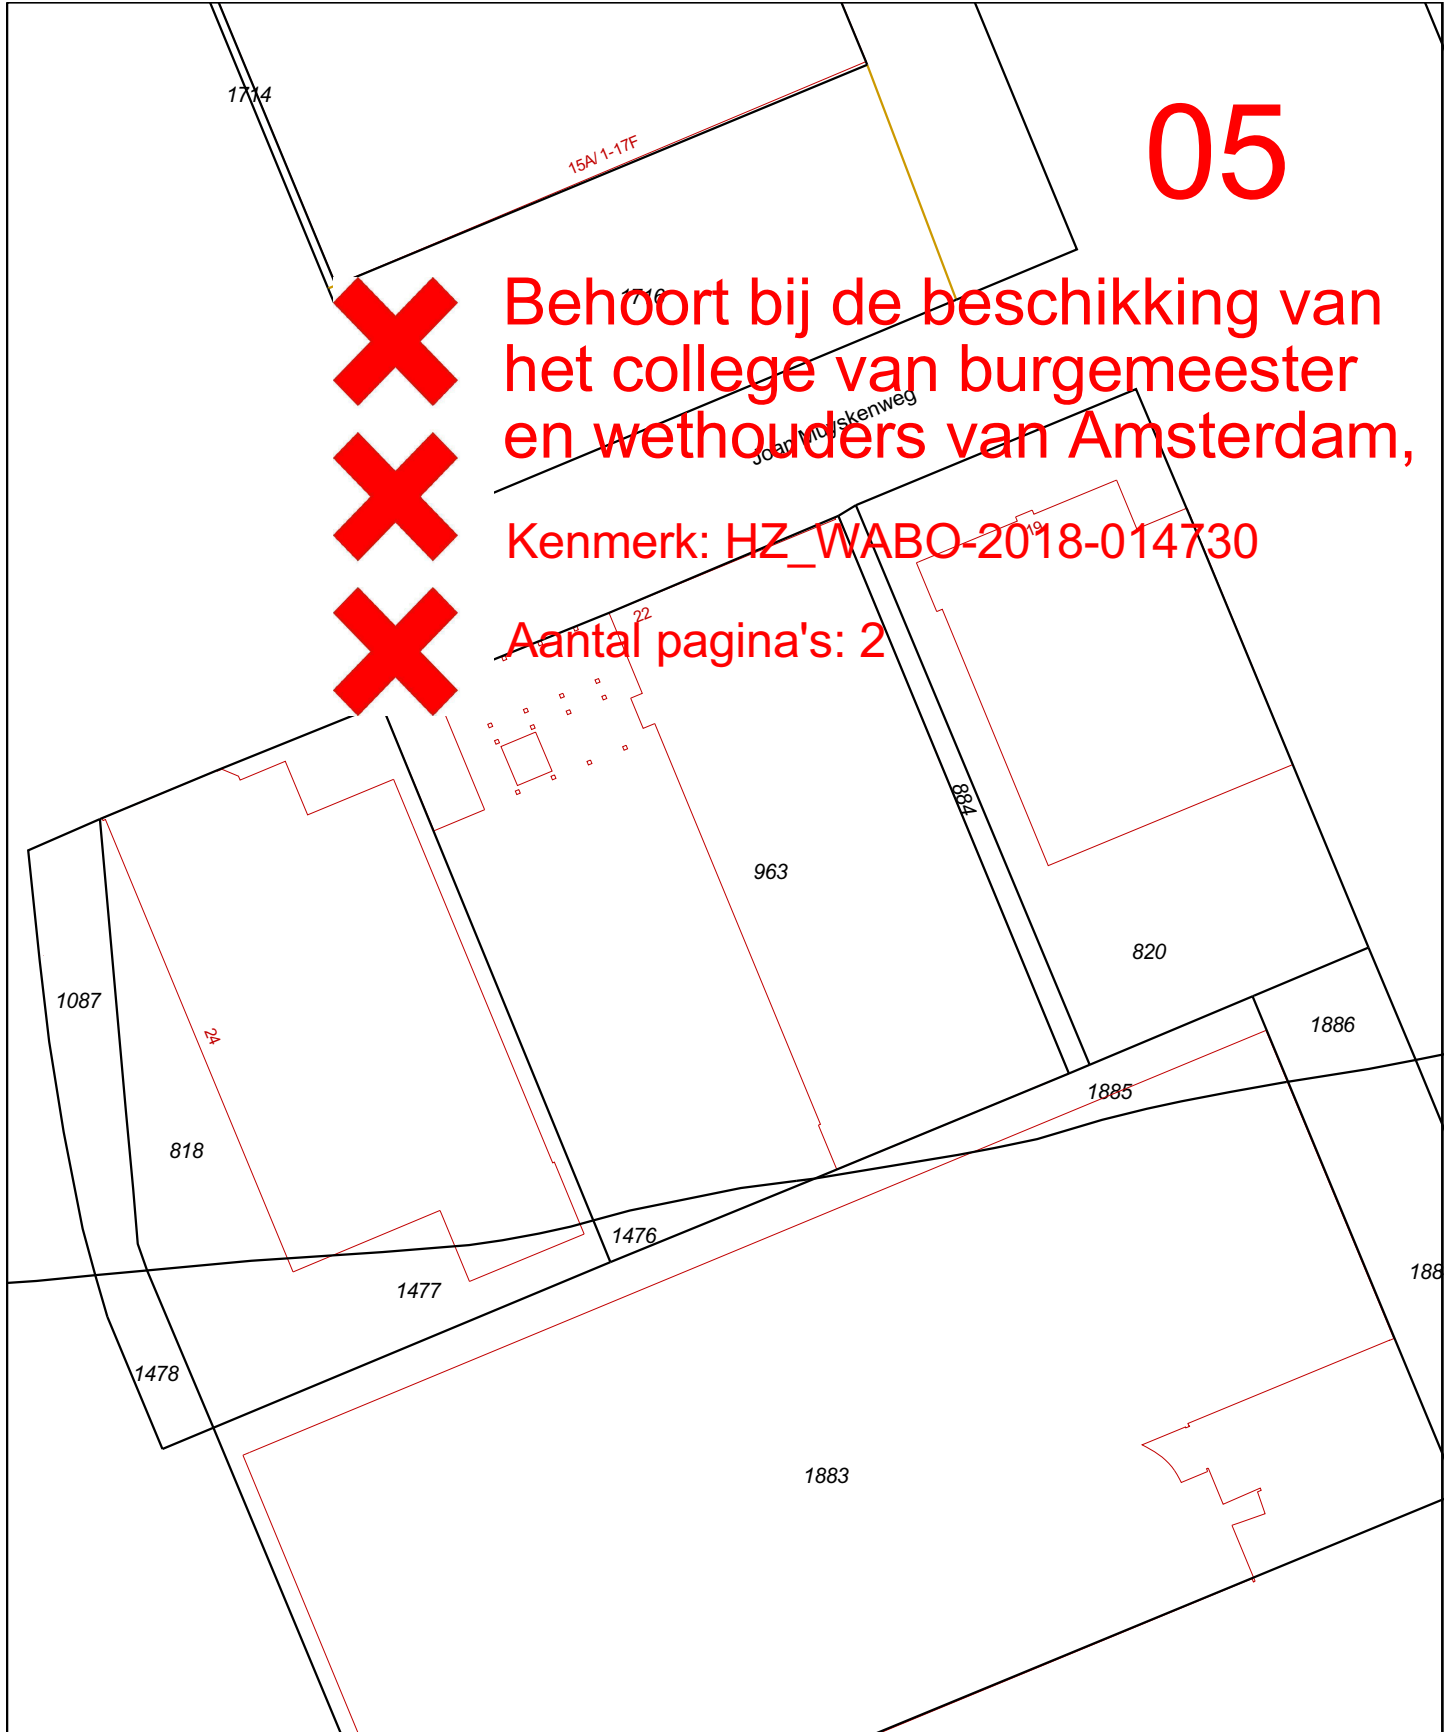 1714
15A/ 1-17F
05
1716
Behoort bij de beschikking van
het college van burgemeester
en wethouders van Amsterdam,
Joan Muyskenweg
19
Kenmerk: HZ_WABO-2018-014730
22
Aantal pagina's: 2
884
963
820
1087
24
1886
1885
818
1476
1477
188
1478
1883